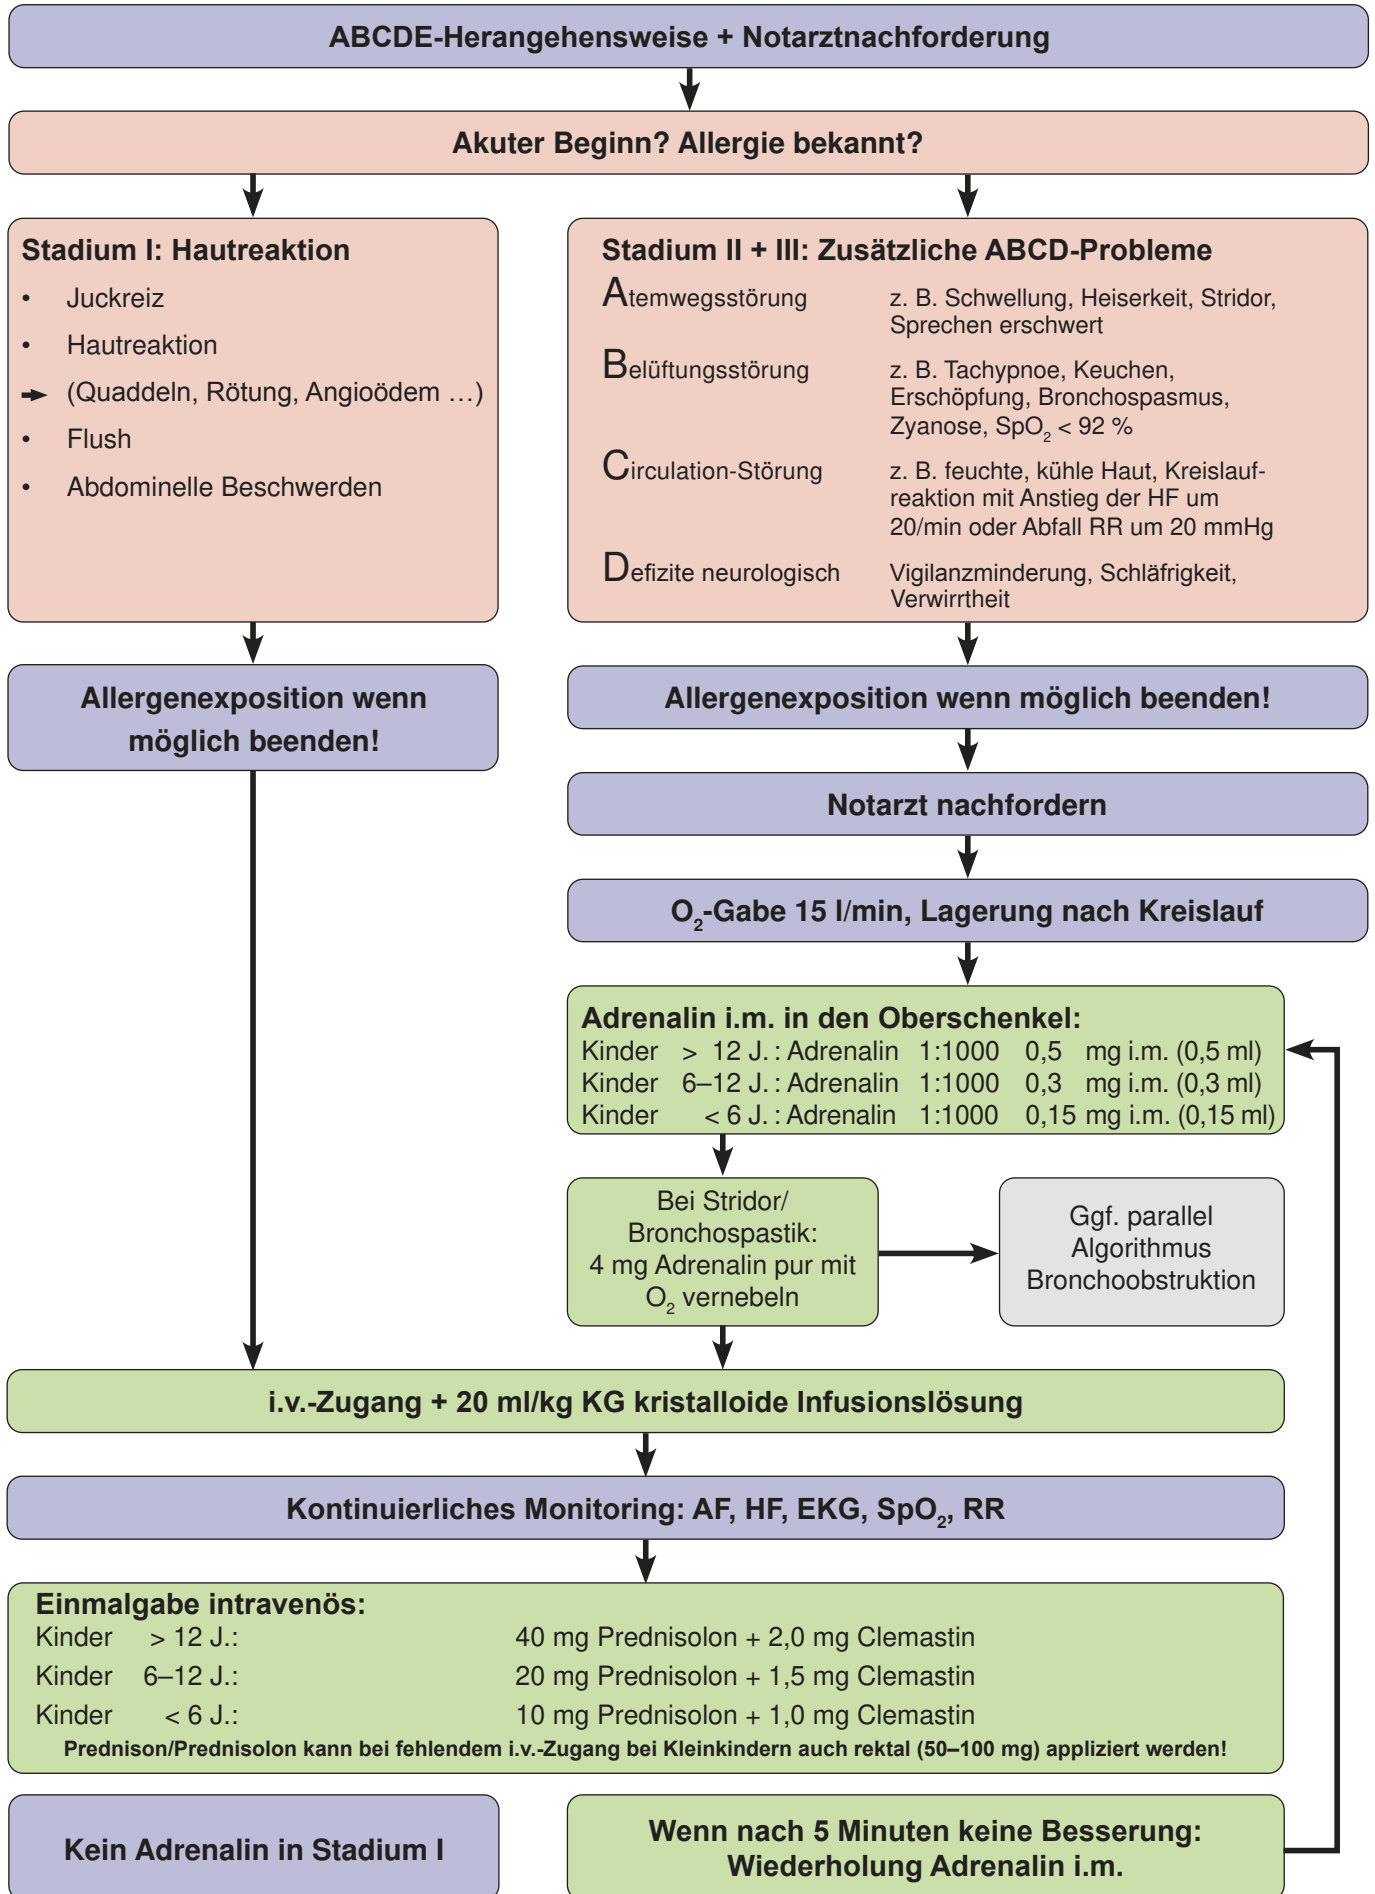 ABCDE-Herangehensweise + Notarztnachforderung
Akuter Beginn? Allergie bekannt?
Stadium I: Hautreaktion
• Juckreiz
• Hautreaktion
➡ (Quaddeln, Rötung, Angioödem …)
• Flush
• Abdominelle Beschwerden
Stadium II + III: Zusätzliche ABCD-Probleme
Atemwegsstörung z. B. Schwellung, Heiserkeit, Stridor,
Sprechen erschwert
Belüftungsstörung z. B. Tachypnoe, Keuchen,
Erschöpfung, Bronchospasmus,
Zyanose, SpO₂ < 92 %
Circulation-Störung z. B. feuchte, kühle Haut, Kreislauf-
reaktion mit Anstieg der HF um
20/min oder Abfall RR um 20 mmHg
Defizite neurologisch Vigilanzminderung, Schläfrigkeit,
Verwirrtheit
Allergenexposition wenn
möglich beenden!
Allergenexposition wenn möglich beenden!
Notarzt nachfordern
O₂-Gabe 15 l/min, Lagerung nach Kreislauf
Adrenalin i.m. in den Oberschenkel:
Kinder > 12 J. : Adrenalin 1:1000 0,5 mg i.m. (0,5 ml)
Kinder 6–12 J. : Adrenalin 1:1000 0,3 mg i.m. (0,3 ml)
Kinder < 6 J. : Adrenalin 1:1000 0,15 mg i.m. (0,15 ml)
Bei Stridor/
Bronchospastik:
4 mg Adrenalin pur mit
O₂ vernebeln
Ggf. parallel
Algorithmus
Bronchoobstruktion
i.v.-Zugang + 20 ml/kg KG kristalloide Infusionslösung
Kontinuierliches Monitoring: AF, HF, EKG, SpO₂, RR
Einmalgabe intravenös:
Kinder > 12 J.: 40 mg Prednisolon + 2,0 mg Clemastin
Kinder 6–12 J.: 20 mg Prednisolon + 1,5 mg Clemastin
Kinder < 6 J.: 10 mg Prednisolon + 1,0 mg Clemastin
Prednison/Prednisolon kann bei fehlendem i.v.-Zugang bei Kleinkindern auch rektal (50–100 mg) appliziert werden!
Kein Adrenalin in Stadium I
Wenn nach 5 Minuten keine Besserung:
Wiederholung Adrenalin i.m.